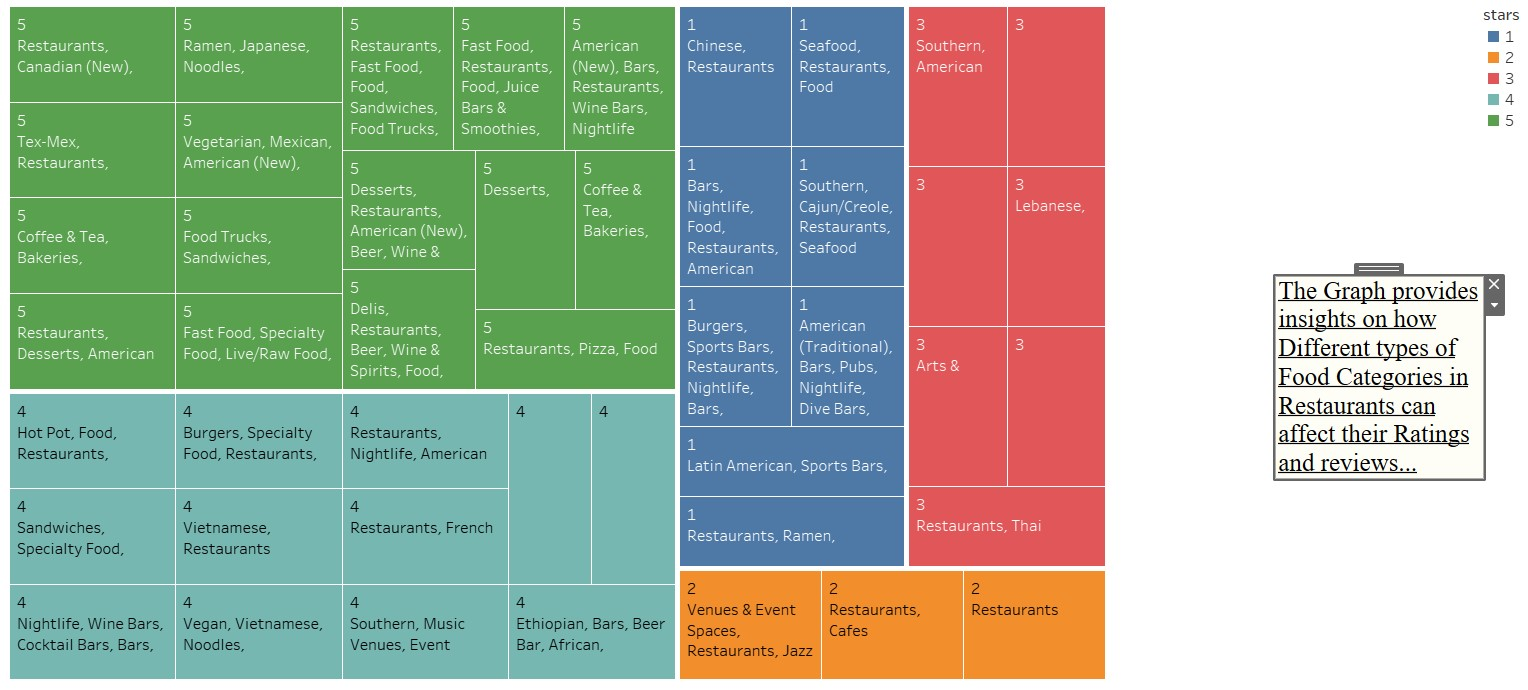 5
Restaurants,
Canadian (New),
5
Ramen, Japanese,
Noodles,
5
Restaurants,
Fast Food,
Food,
Sandwiches,
Food Trucks,
5
Fast Food,
Restaurants,
Food, Juice
Bars &
Smoothies,
5
American
(New), Bars,
Restaurants,
Wine Bars,
Nightlife
5
Tex-Mex,
Restaurants,
5
Vegetarian, Mexican,
American (New),
5
Desserts,
Restaurants,
American (New),
Beer, Wine &
5
Desserts,
5
Coffee &
Tea,
Bakeries,
5
Coffee & Tea,
Bakeries,
5
Food Trucks,
Sandwiches,
5
Delis,
Restaurants,
Beer, Wine &
Spirits, Food,
5
Restaurants,
Desserts, American
5
Fast Food, Specialty
Food, Live/Raw Food,
5
Restaurants, Pizza, Food
4
Hot Pot, Food,
Restaurants,
4
Burgers, Specialty
Food, Restaurants,
4
Restaurants,
Nightlife, American
4
4
4
Sandwiches,
Specialty Food,
4
Vietnamese,
Restaurants
4
Restaurants, French
4
Nightlife, Wine Bars,
Cocktail Bars, Bars,
4
Vegan, Vietnamese,
Noodles,
4
Southern, Music
Venues, Event
4
Ethiopian, Bars, Beer
Bar, African,
1
Chinese,
Restaurants
1
Seafood,
Restaurants,
Food
1
Bars,
Nightlife,
Food,
Restaurants,
American
1
Southern,
Cajun/Creole,
Restaurants,
Seafood
1
Burgers,
Sports Bars,
Restaurants,
Nightlife,
Bars,
1
American
(Traditional),
Bars, Pubs,
Nightlife,
Dive Bars,
1
Latin American, Sports Bars,
1
Restaurants, Ramen,
3
Southern,
American
3
3
3
Lebanese,
3
Arts &
3
3
Restaurants, Thai
2
Venues & Event
Spaces,
Restaurants, Jazz
2
Restaurants,
Cafes
2
Restaurants
stars
1
2
3
4
5
The Graph provides
insights on how
Different types of
Food Categories in
Restaurants can
affect their Ratings
and reviews...